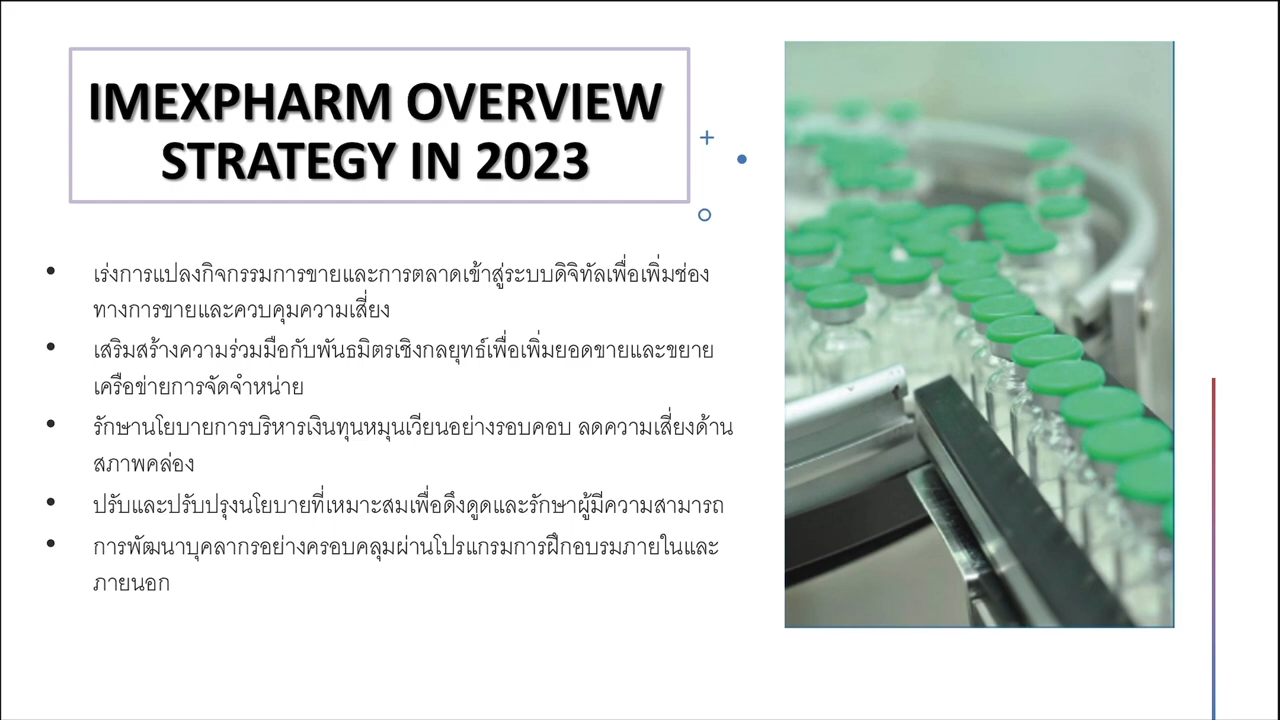 IMEXPHARM OVERVIEW
STRATEGY IN 2023
• เร่งการแปลงกิจกรรมการขายและการตลาดเข้าสู่ระบบดิจิทัลเพื่อเพิ่มช่อง
ทางการขายและควบคุมความเสี่ยง
• เสริมสร้างความร่วมมือกับพันธมิตรเชิงกลยุทธ์เพื่อเพิ่มยอดขายและขยาย
เครือข่ายการจัดจำหน่าย
• รักษานโยบายการบริหารเงินทุนหมุนเวียนอย่างรอบคอบ ลดความเสี่ยงด้าน
สภาพคล่อง
• ปรับและปรับปรุงนโยบายที่เหมาะสมเพื่อดึงดูดและรักษาผู้มีความสามารถ
• การพัฒนาบุคลากรอย่างครอบคลุมผ่านโปรแกรมการฝึกอบรมภายในและ
ภายนอก